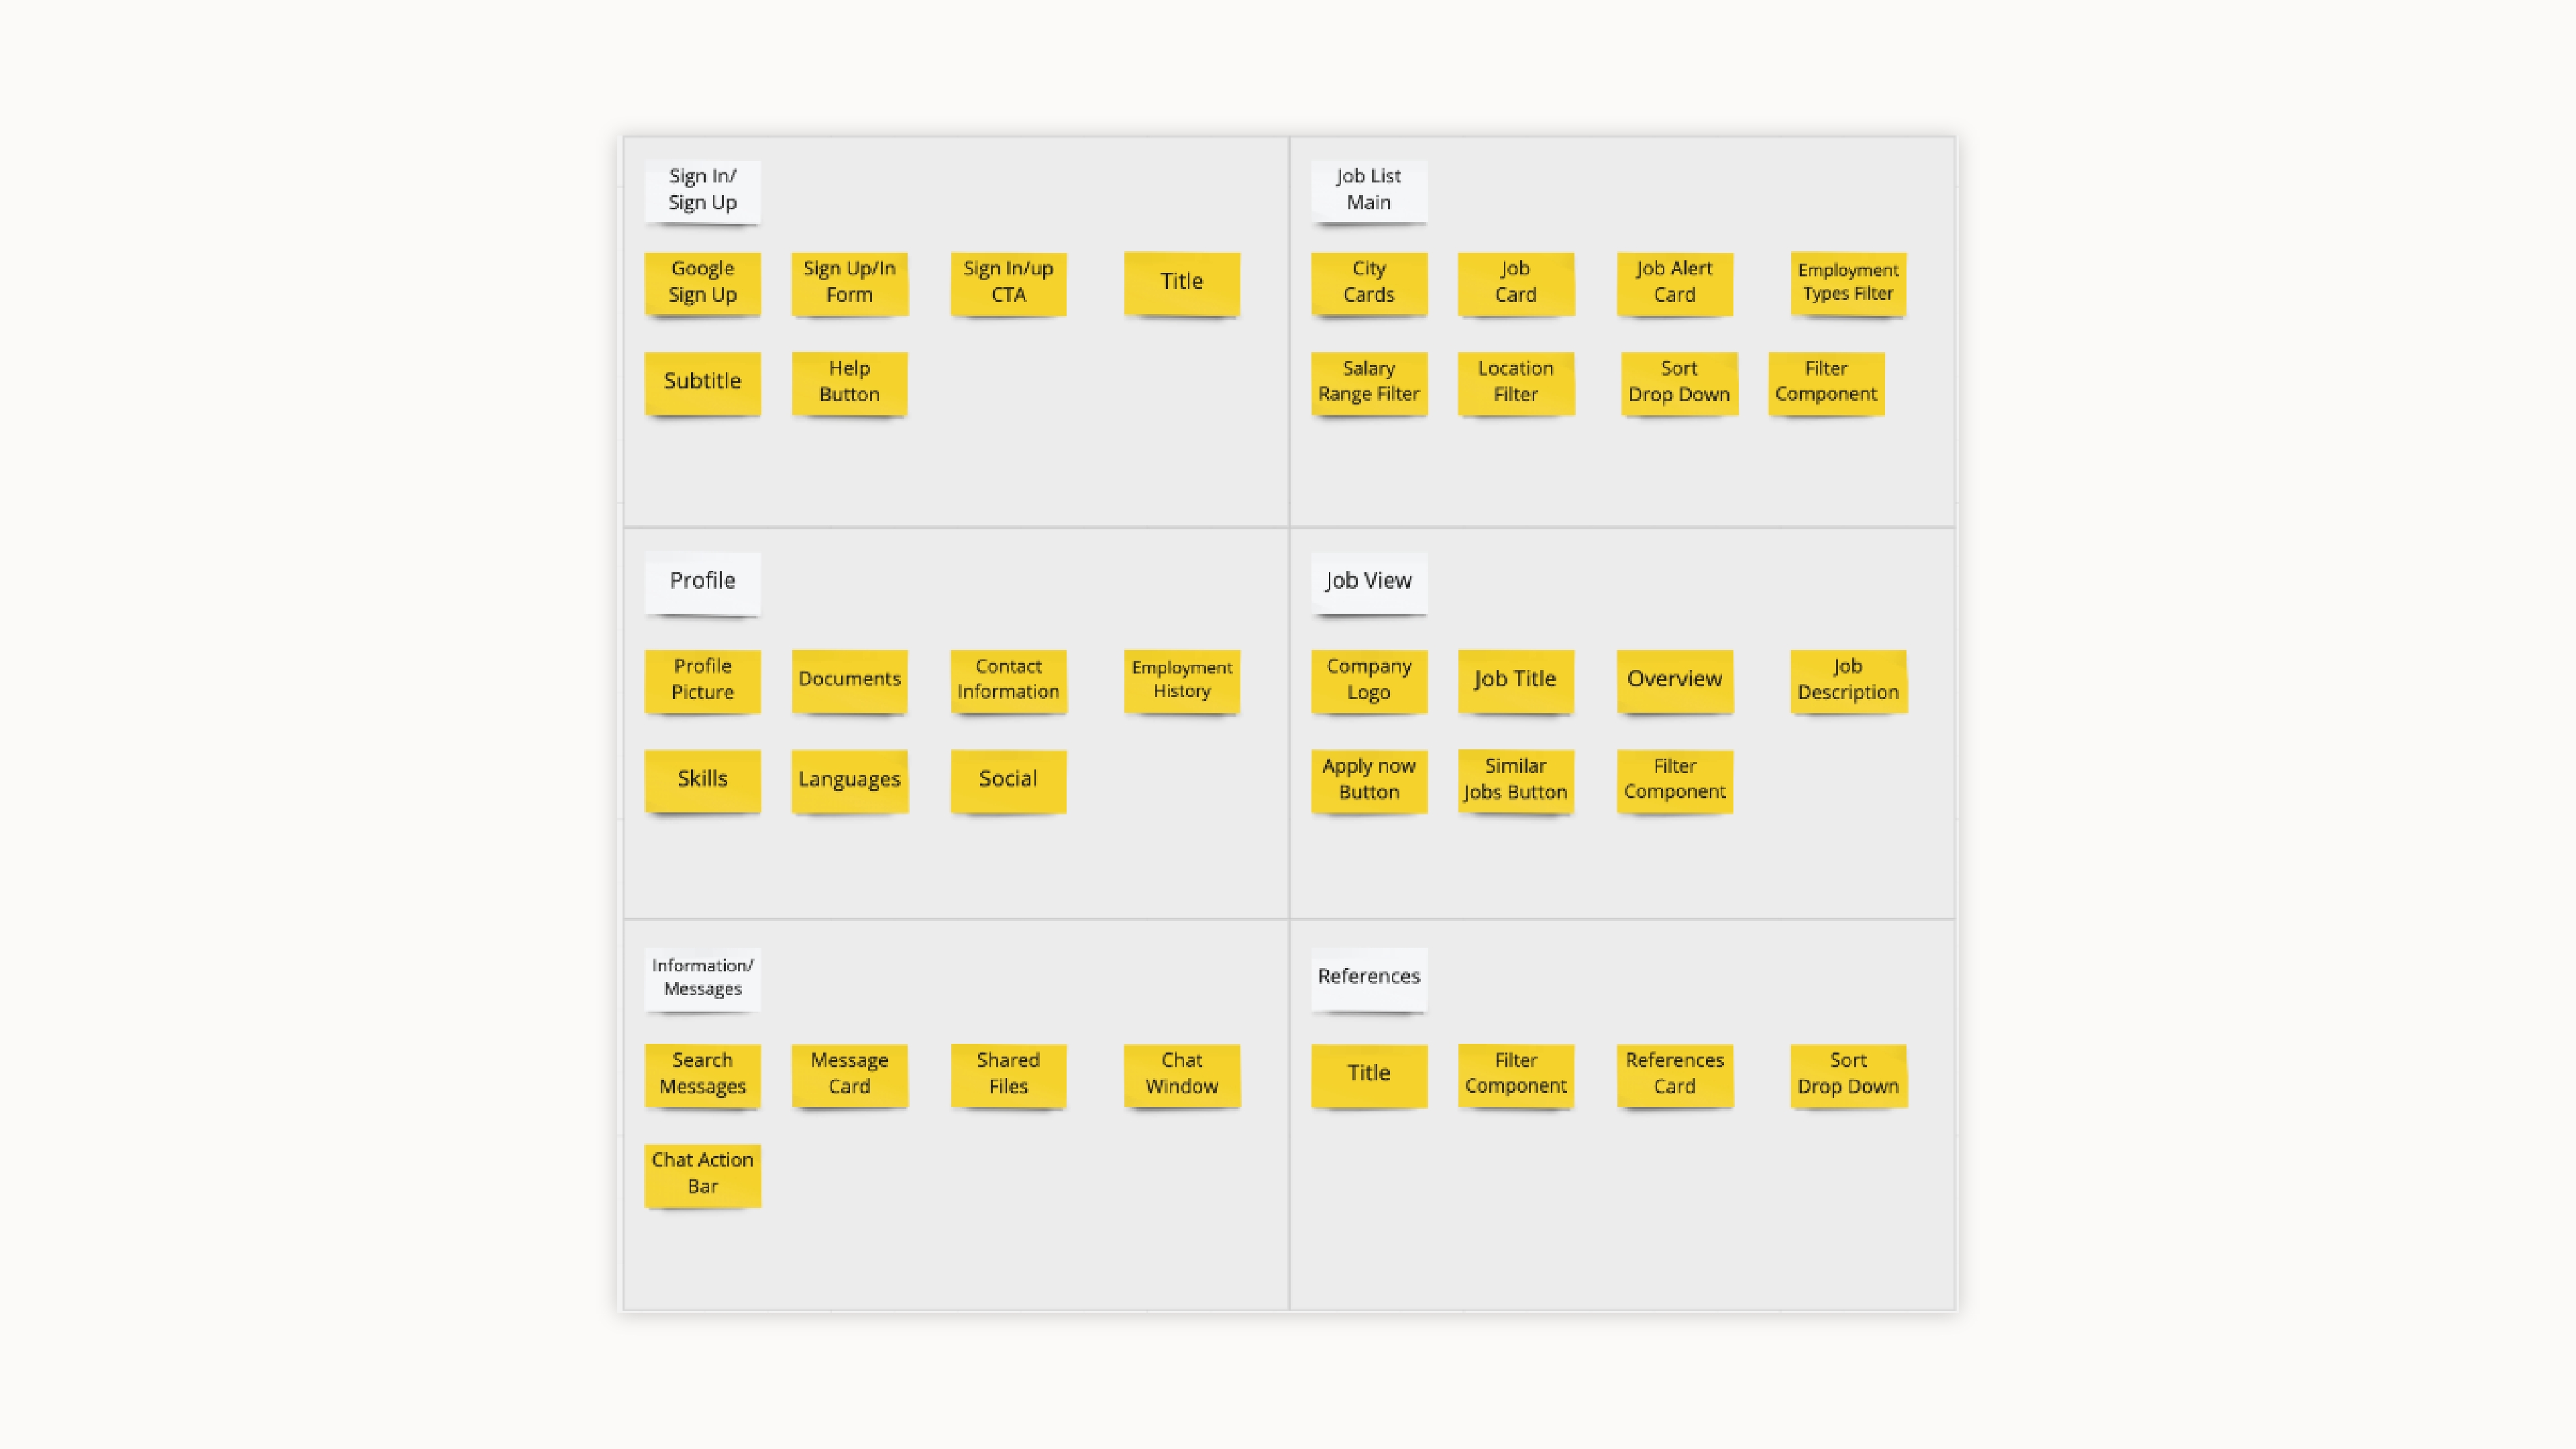 Sign In/
Sign Up
Google
Sign Up
Sign Up/In
Form
Sign In/up
CTA
Title
Subtitle
Help
Button
Job List
Main
City
Cards
Job
Card
Job Alert
Card
Employment
Types Filter
Salary
Range Filter
Location
Filter
Sort
Drop Down
Filter
Component
Profile
Profile
Picture
Documents
Contact
Information
Employment
History
Skills
Languages
Social
Job View
Company
Logo
Job Title
Overview
Job
Description
Apply now
Button
Similar
Jobs Button
Filter
Component
Information/
Messages
Search
Messages
Message
Card
Shared
Files
Chat
Window
Chat Action
Bar
References
Title
Filter
Component
References
Card
Sort
Drop Down